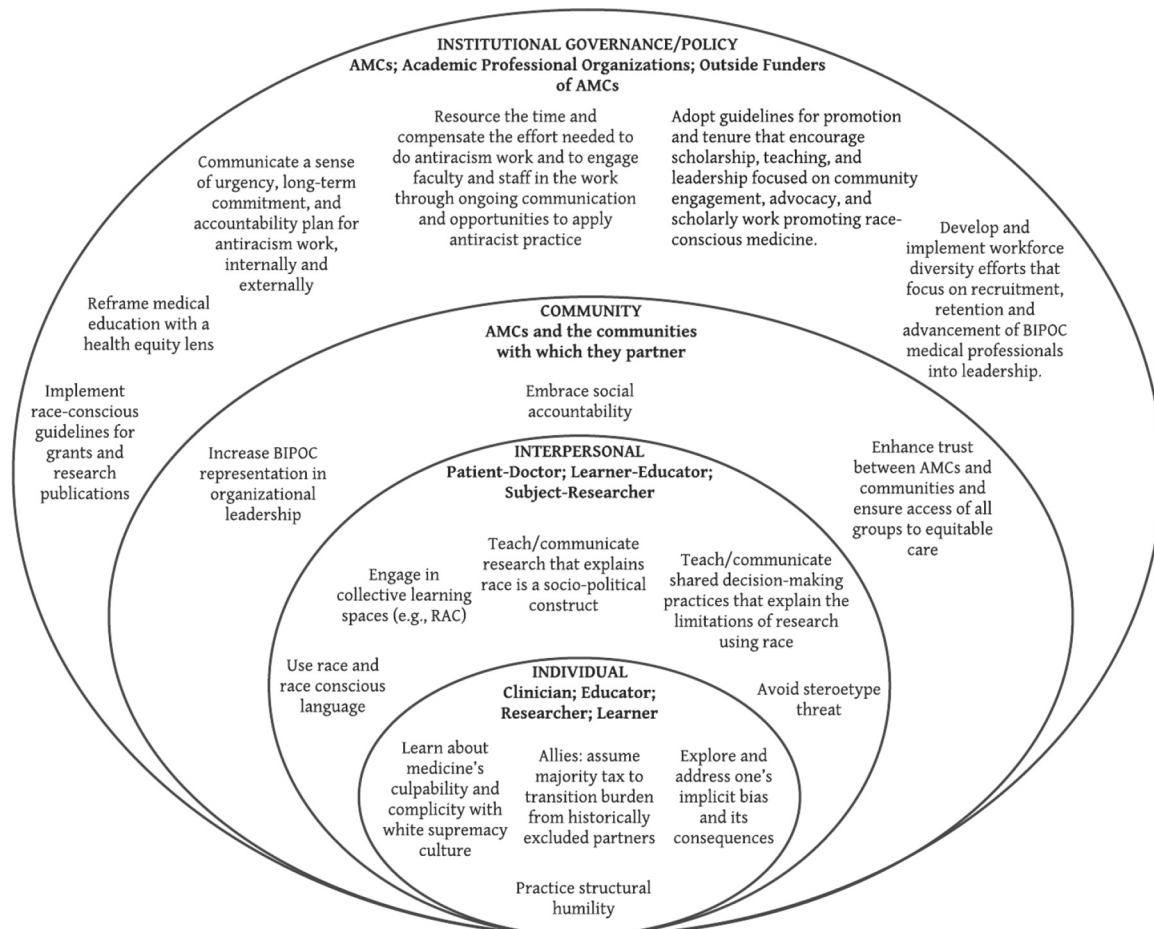 INSTITUTIONAL GOVERNANCE/POLICY
AMCs; Academic Professional Organizations; Outside Funders
of AMCs
Resource the time and
compensate the effort needed to
do antiracism work and to engage
faculty and staff in the work
through ongoing communication
and opportunities to apply
antiracist practice
Adopt guidelines for promotion
and tenure that encourage
scholarship, teaching, and
leadership focused on community
engagement, advocacy, and
scholarly work promoting race-
conscious medicine.
Communicate a sense
of urgency, long-term
commitment, and
accountability plan for
antiracism work,
internally and
externally
Develop and
implement workforce
diversity efforts that
focus on recruitment,
retention and
advancement of BIPOC
medical professionals
into leadership.
Reframe medical
education with a
health equity lens
Implement
race-conscious
guidelines for
grants and
research
publications
COMMUNITY
AMCs and the communities
with which they partner
Embrace social
accountability
Increase BIPOC
representation in
organizational
leadership
Enhance trust
between AMCs and
communities and
ensure access of all
groups to equitable
care
INTERPERSONAL
Patient-Doctor; Learner-Educator;
Subject-Researcher
Engage in
collective learning
spaces (e.g., RAC)
Teach/communicate
research that explains
race is a socio-political
construct
Teach/communicate
shared decision-making
practices that explain the
limitations of research
using race
Use race and
race conscious
language
Avoid steroetype
threat
INDIVIDUAL
Clinician; Educator;
Researcher; Learner
Learn about
medicine's
culpability and
complicity with
white supremacy
culture
Allies: assume
majority tax to
transition burden
from historically
excluded partners
Explore and
address one's
implicit bias
and its
consequences
Practice structural
humility